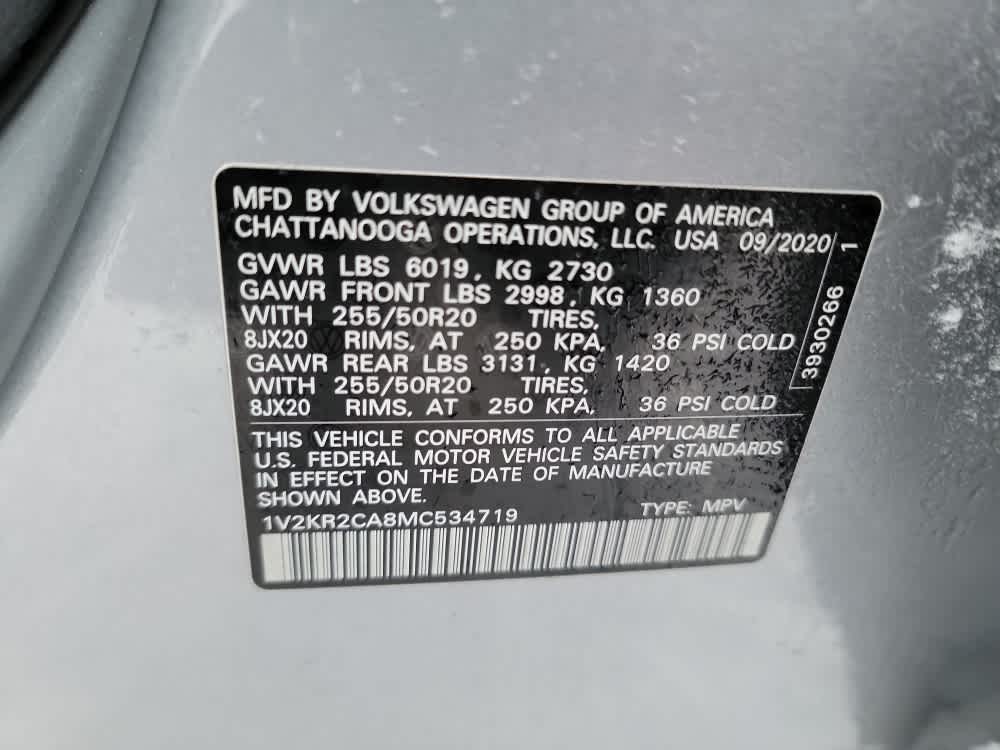 MFD BY VOLKSWAGEN GROUP OF AMERICA
CHATTANOOGA OPERATIONS, LLC. USA 09/2020
GVWR LBS 6019, KG 2730
GAWR FRONT LBS 2998, KG 1360
WITH 255/50R20 TIRES,
8JX20 RIMS, AT 250 KPA, 36 PSI COLD
GAWR REAR LBS 3131, KG 1420
WITH 255/50R20 TIRES,
8JX20 RIMS, AT 250 KPA, 36 PSI COLD
THIS VEHICLE CONFORMS TO ALL APPLICABLE
U.S. FEDERAL MOTOR VEHICLE SAFETY STANDARDS
IN EFFECT ON THE DATE OF MANUFACTURE
SHOWN ABOVE.
1V2KR2CA8MC534719 TYPE: MPV
3930266 1